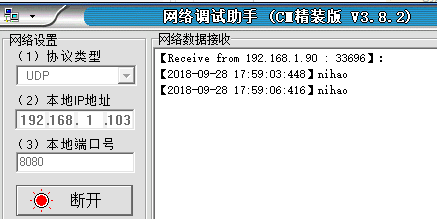 网络调试助手 (CM精装版 V3.8.2)
网络设置
(1) 协议类型
UDP
(2) 本地IP地址
192.168. 1 .103
(3) 本地端口号
8080
断开
网络数据接收
【Receive from 192.168.1.90 : 33696】:
【2018-09-28 17:59:03:448】nihao
【2018-09-28 17:59:06:416】nihao